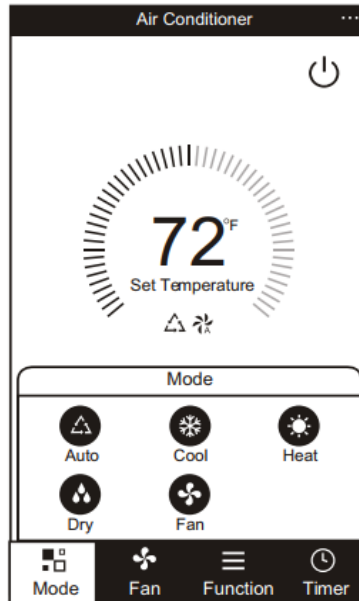 Air Conditioner ...
72°F
Set Temperature
A
Mode
Auto Cool Heat
Dry Fan
Mode Fan Function Timer